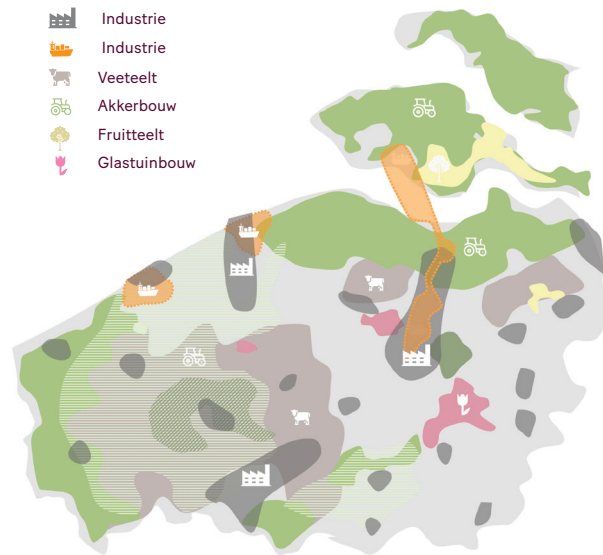 Industrie
Industrie
Veeteelt
Akkerbouw
Fruitteelt
Glastuinbouw